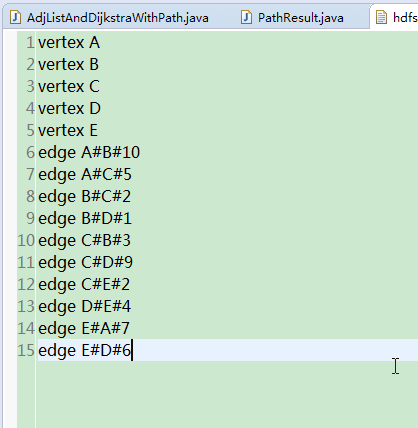 AdjListAndDijkstraWithPath.java PathResult.java hdfs
1 vertex A
2 vertex B
3 vertex C
4 vertex D
5 vertex E
6 edge A#B#10
7 edge A#C#5
8 edge B#C#2
9 edge B#D#1
10 edge C#B#3
11 edge C#D#9
12 edge C#E#2
13 edge D#E#4
14 edge E#A#7
15 edge E#D#6